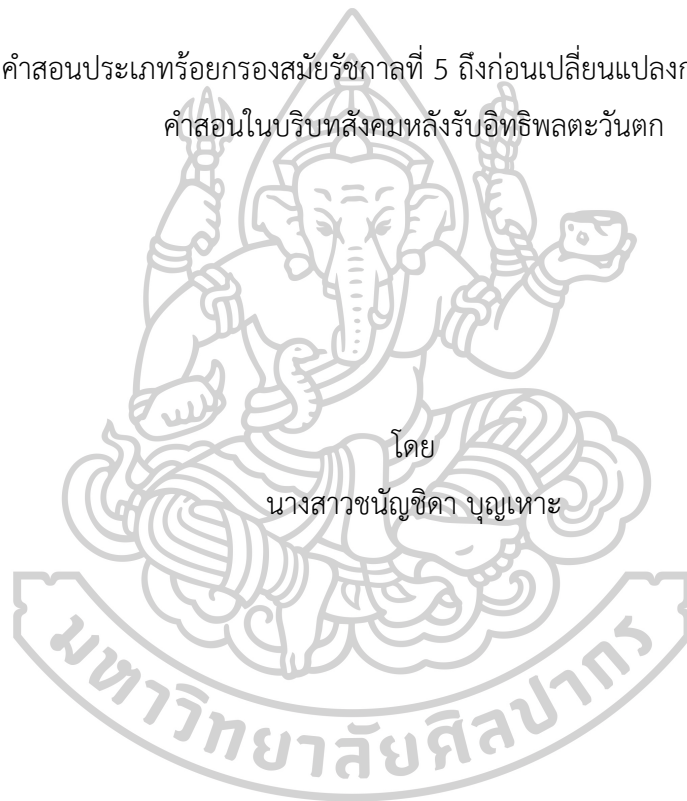 คำสอนประเภทร้อยกรองสมัยรัชกาลที่ 5 ถึงก่อนเปลี่ยนแปลง
คำสอนในบริบทสังคมหลังรับอิทธิพลตะวันตก
โดย
นางสาวชนัญชิดา บุญเหาะ
มหาวิทยาลัยศิลปากร